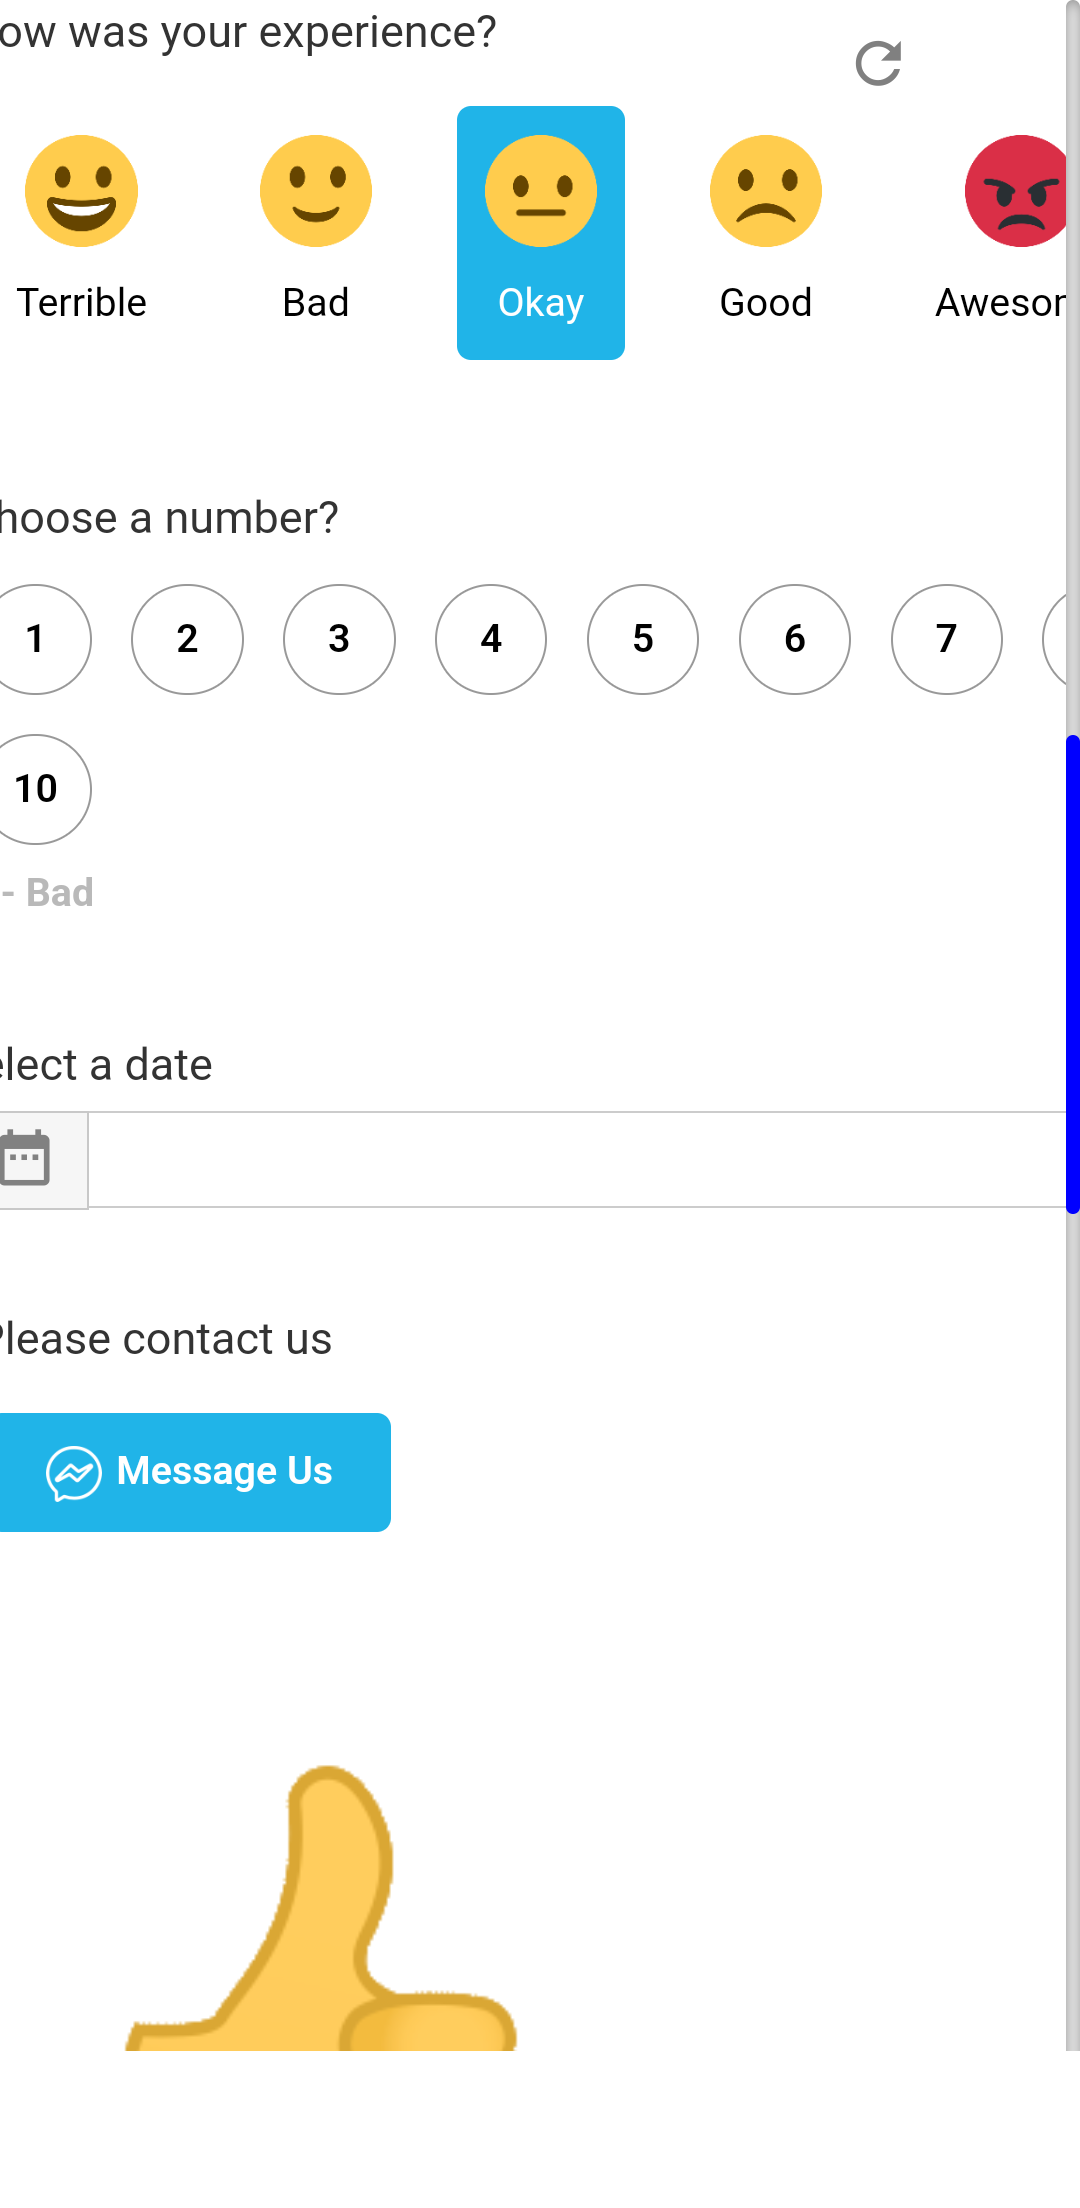 ow was your experience?
Terrible Bad Okay Good Awesor
hoose a number?
1 2 3 4 5 6 7
10
- Bad
elect a date
Please contact us
Message Us